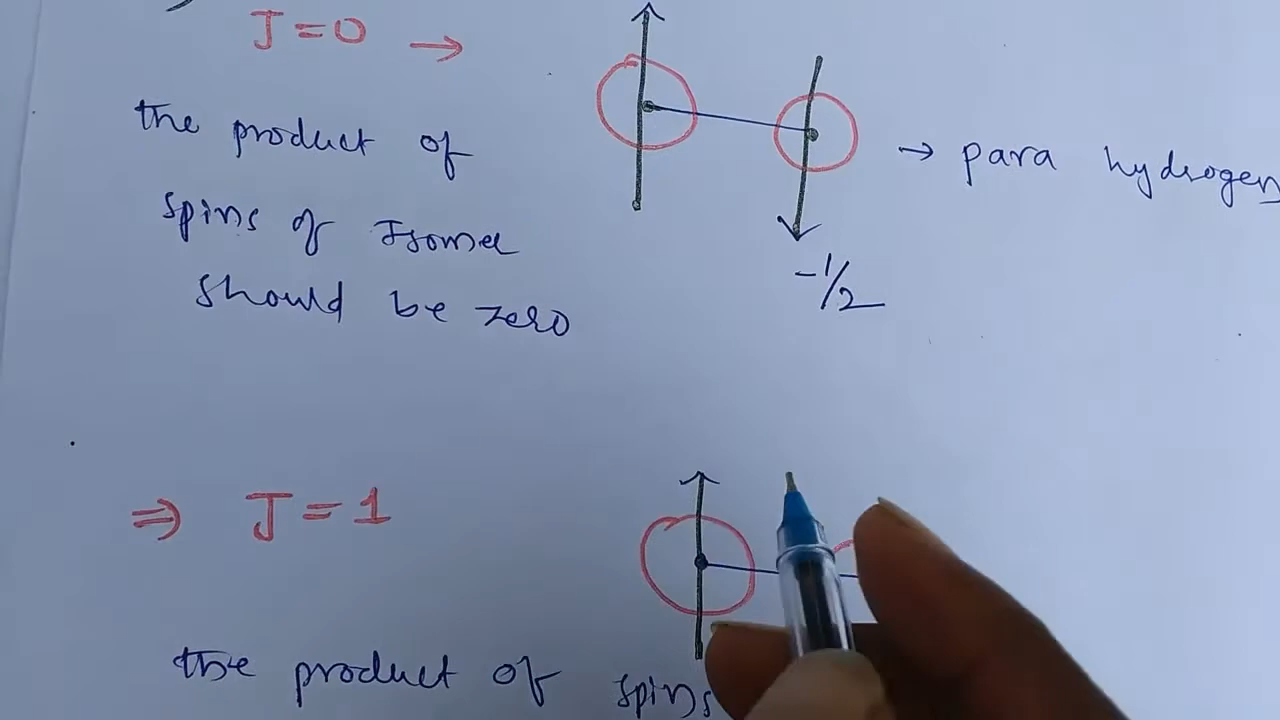 J = 0 →
the product of
spins of Isomer
should be zero
→ para hydrogen
-1/2
⇒ J = 1
the product of spins